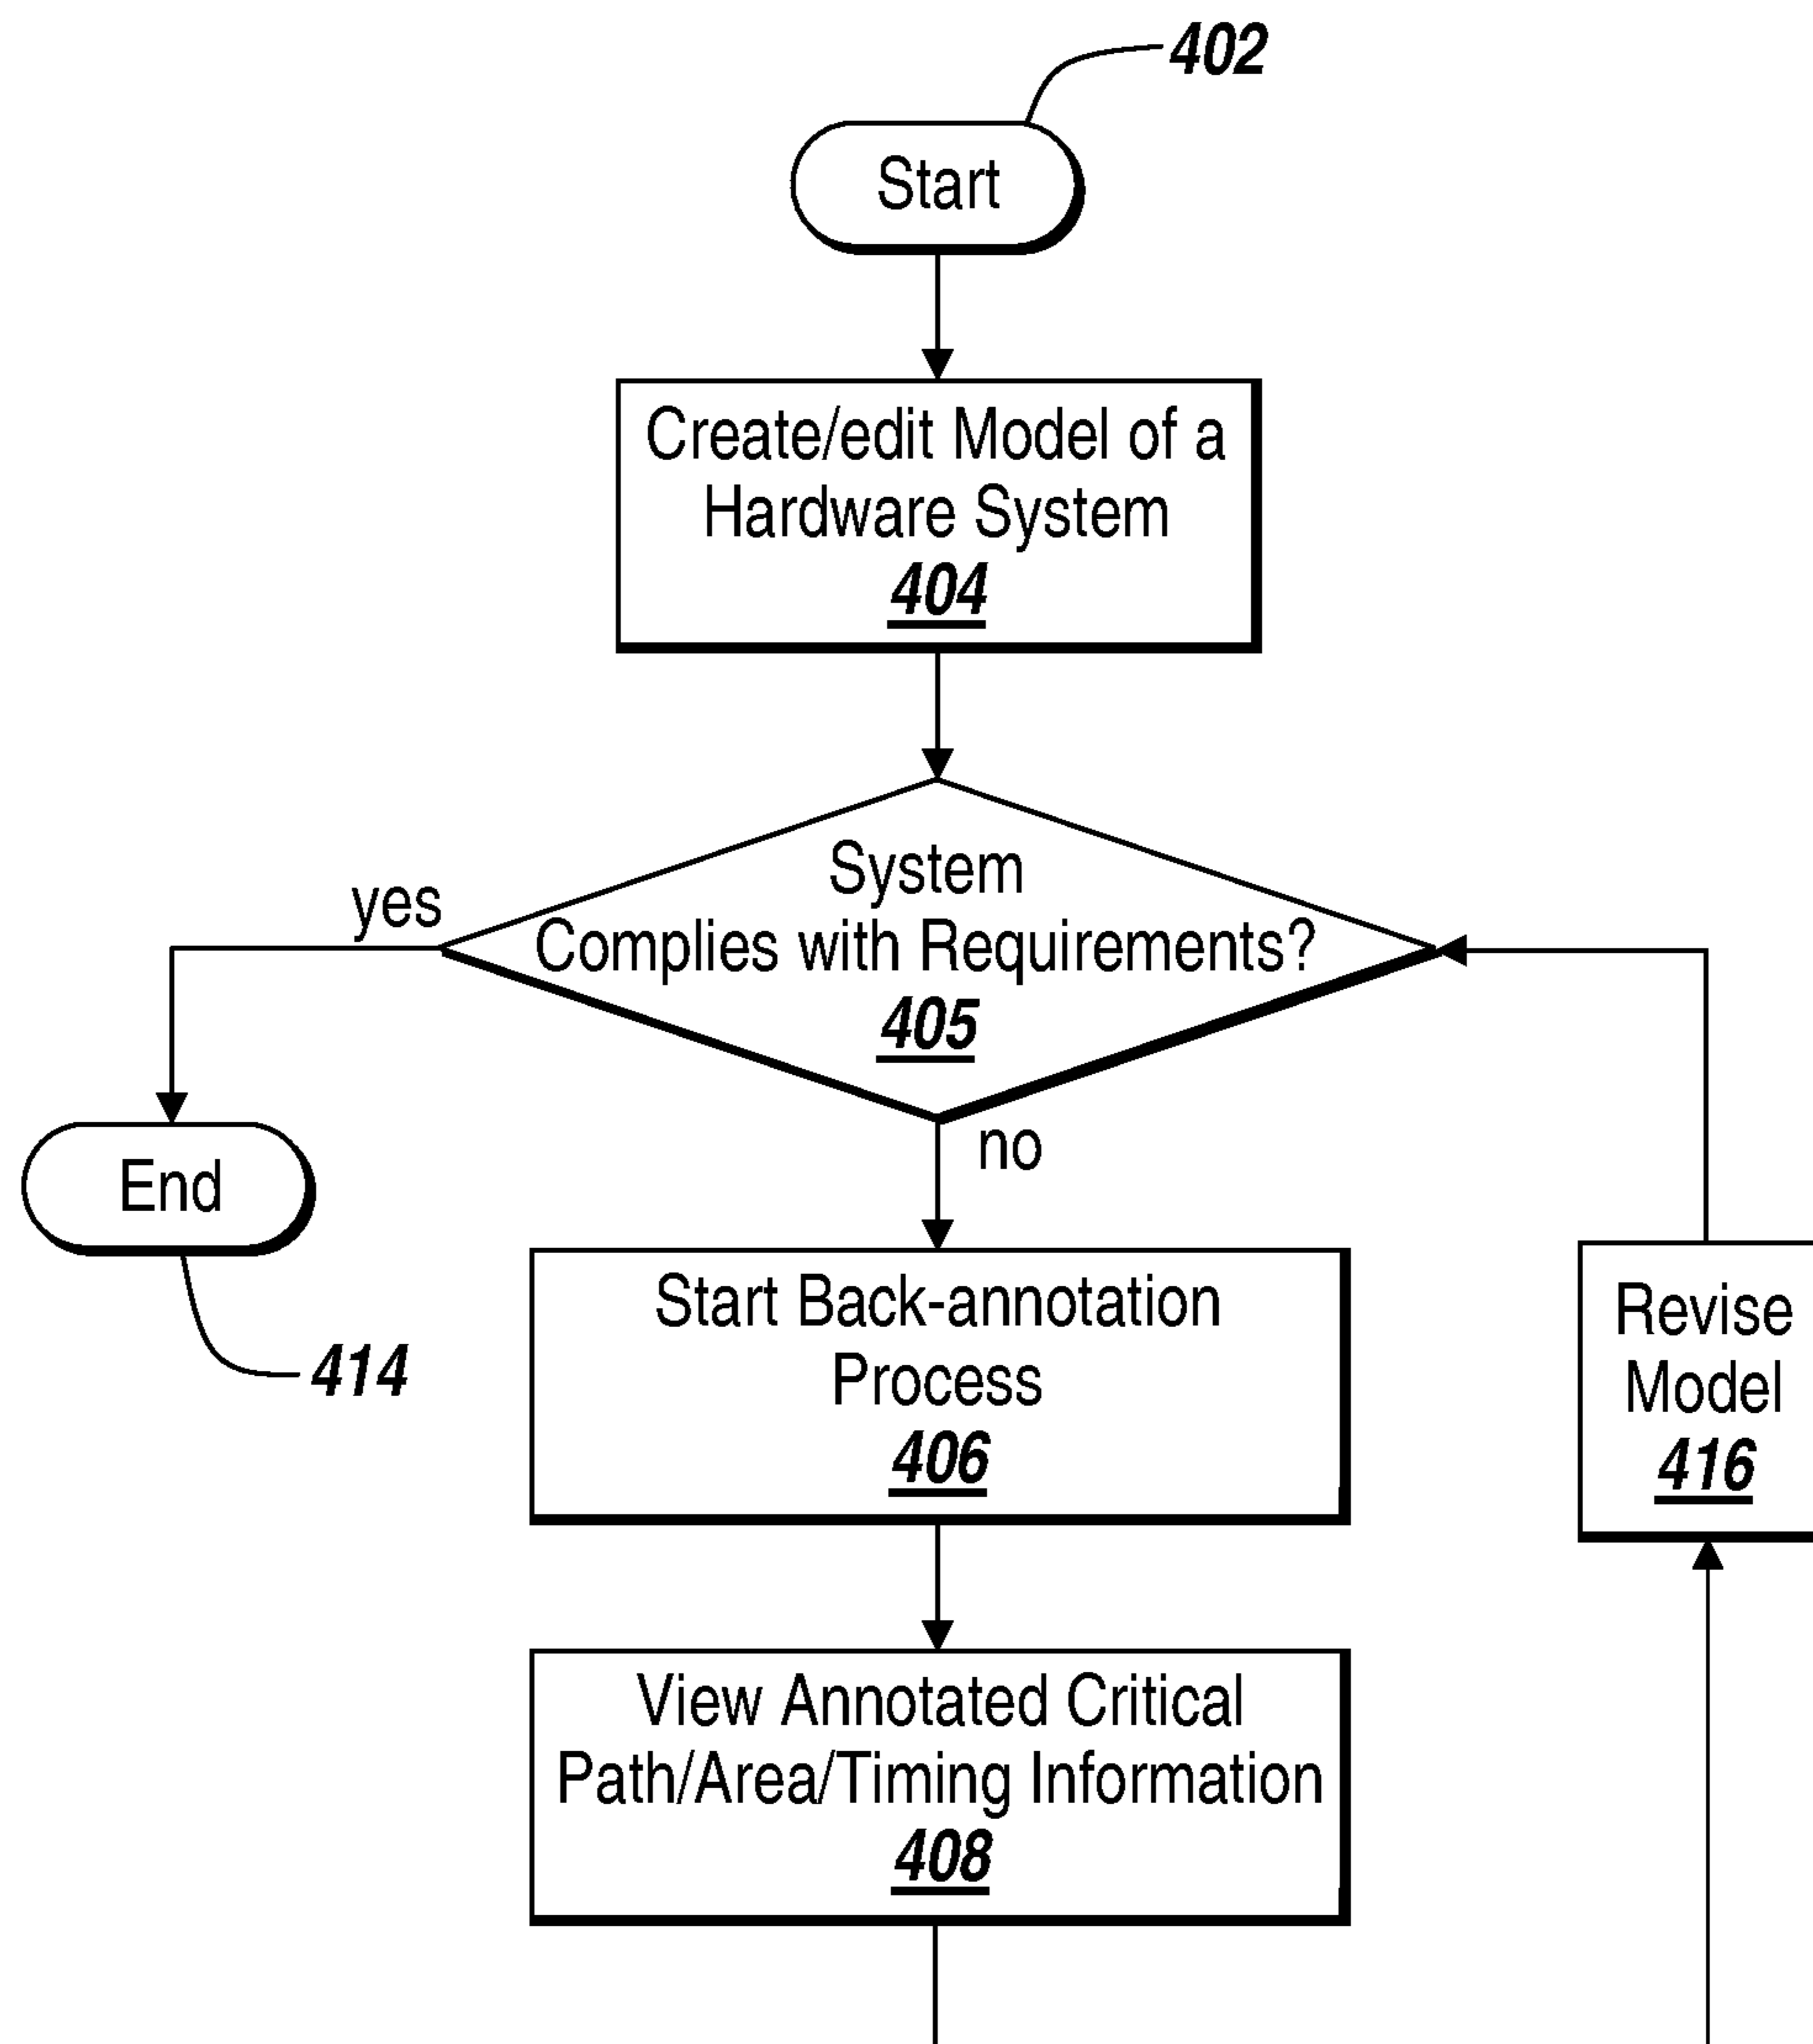 402
Start
Create/edit Model of a
Hardware System
404
System
Complies with Requirements?
405
yes
no
End
414
Start Back-annotation
Process
406
Revise
Model
416
View Annotated Critical
Path/Area/Timing Information
408